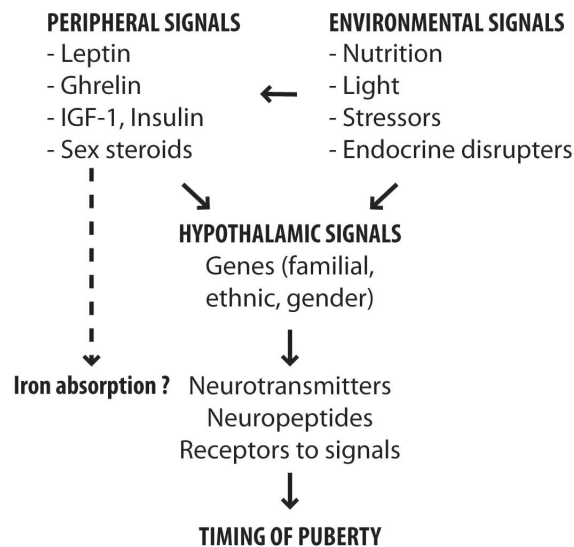 PERIPHERAL SIGNALS
- Leptin
- Ghrelin
- IGF-1, Insulin
- Sex steroids
ENVIRONMENTAL SIGNALS
- Nutrition
- Light
- Stressors
- Endocrine disrupters
HYPOTHALAMIC SIGNALS
Genes (familial,
ethnic, gender)
Iron absorption ?
Neurotransmitters
Neuropeptides
Receptors to signals
TIMING OF PUBERTY